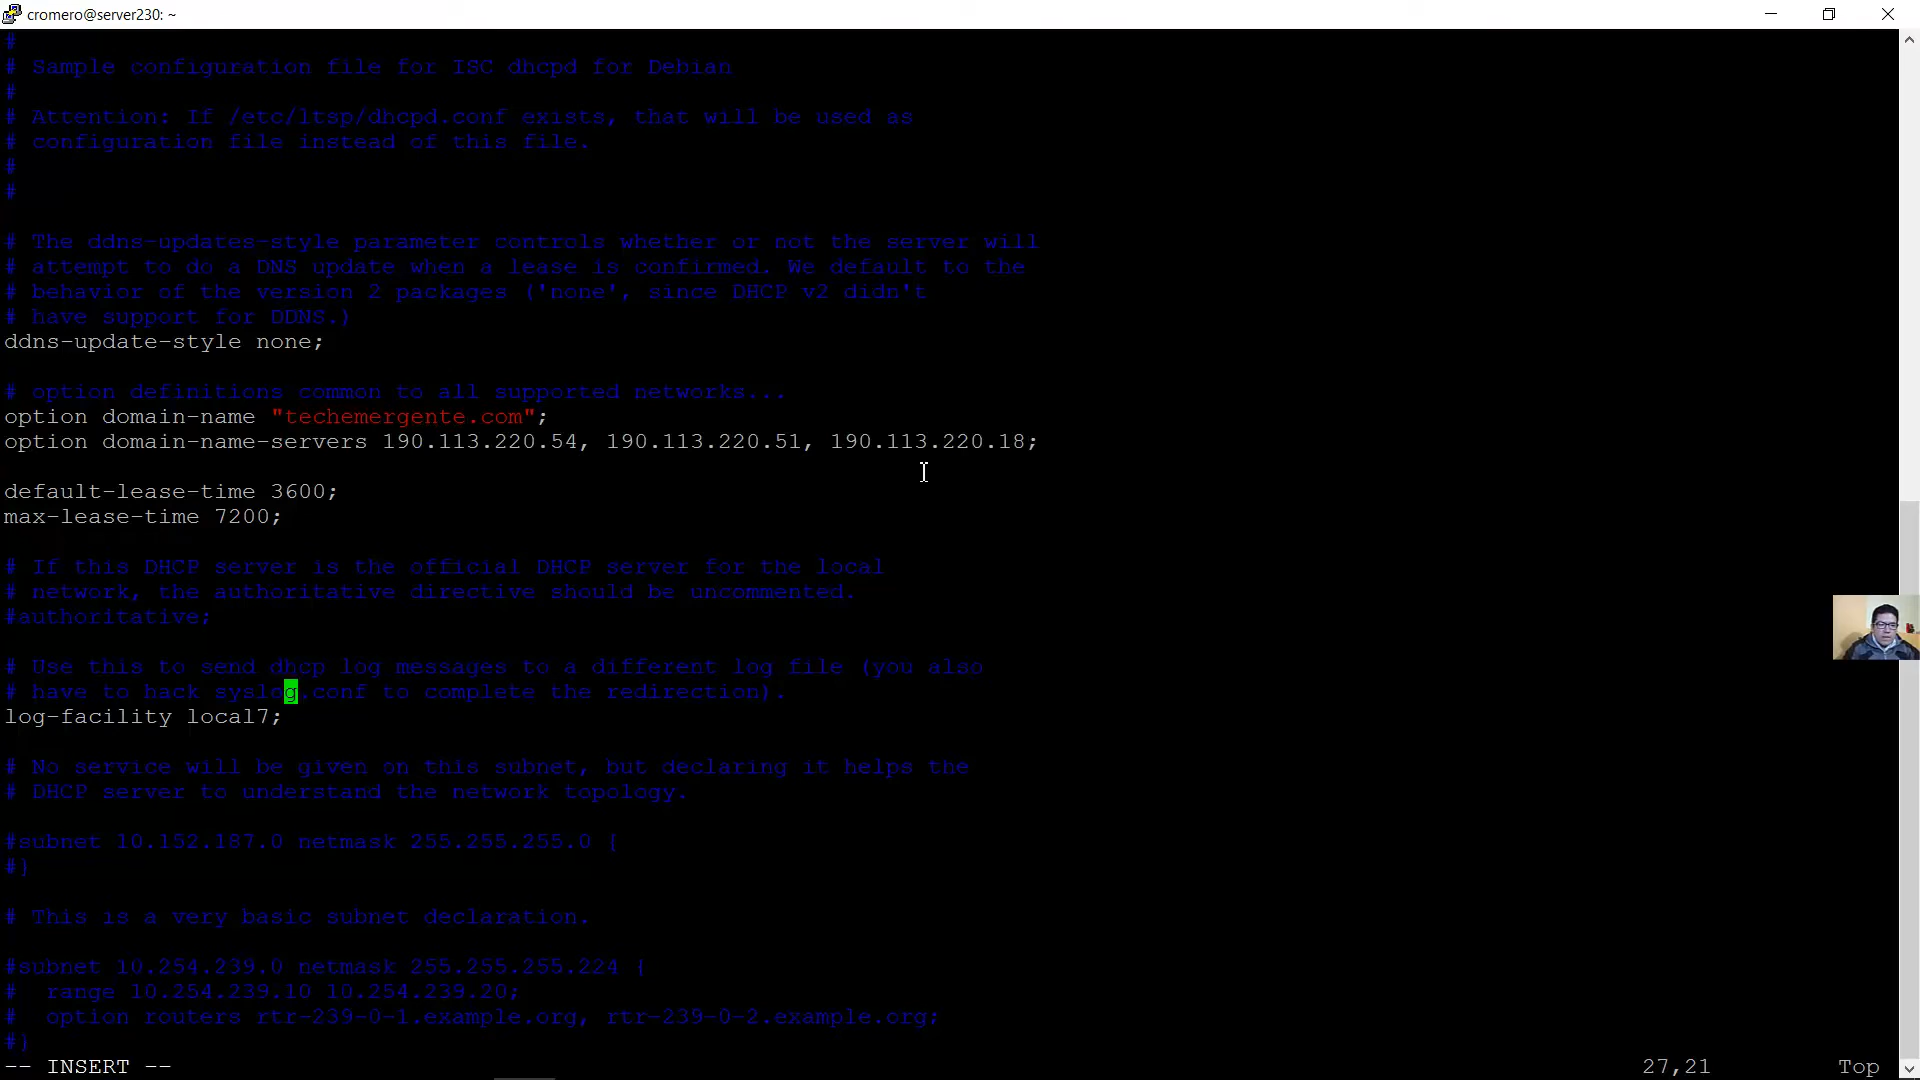 cromero@server230: ~
#
# Sample configuration file for ISC dhcpd for Debian
#
# Attention: If /etc/ltsp/dhcpd.conf exists, that will be used as
# configuration file instead of this file.
#
#
# The ddns-updates-style parameter controls whether or not the server will
# attempt to do a DNS update when a lease is confirmed. We default to the
# behavior of the version 2 packages ('none', since DHCP v2 didn't
# have support for DDNS.)
ddns-update-style none;
# option definitions common to all supported networks...
option domain-name "techemergente.com";
option domain-name-servers 190.113.220.54, 190.113.220.51, 190.113.220.18;
default-lease-time 3600;
max-lease-time 7200;
# If this DHCP server is the official DHCP server for the local
# network, the authoritative directive should be uncommented.
#authoritative;
# Use this to send dhcp log messages to a different log file (you also
# have to hack syslog.conf to complete the redirection).
log-facility local7;
# No service will be given on this subnet, but declaring it helps the
# DHCP server to understand the network topology.
#subnet 10.152.187.0 netmask 255.255.255.0 {
#}
# This is a very basic subnet declaration.
#subnet 10.254.239.0 netmask 255.255.255.224 {
#  range 10.254.239.10 10.254.239.20;
#  option routers rtr-239-0-1.example.org, rtr-239-0-2.example.org;
#}
-- INSERT -- 27,21 Top